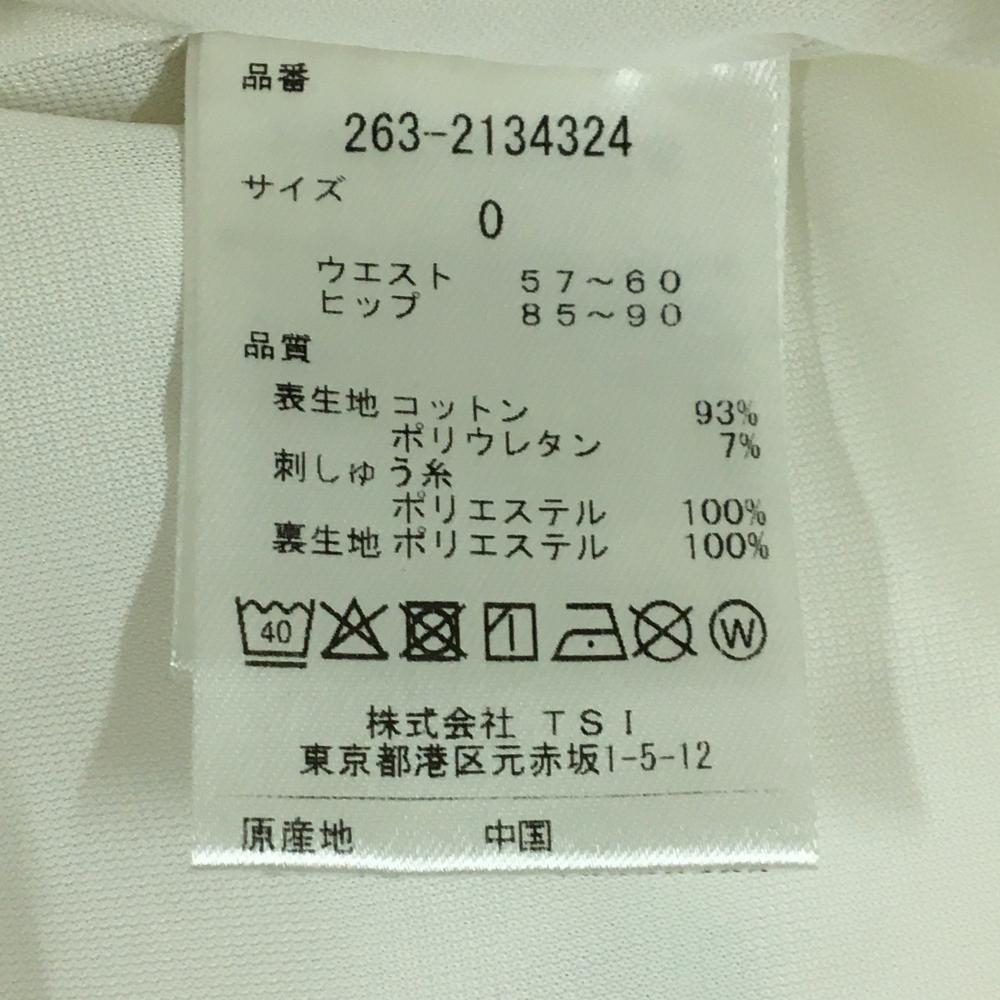 品番
263-2134324
サイズ
0
ウエスト 57～60
ヒップ 85～90
品質
表生地 コットン 93%
ポリウレタン 7%
刺しゅう糸
ポリエステル 100%
裏生地 ポリエステル 100%
40 W
株式会社 TSI
東京都港区元赤坂1-5-12
原産地 中国